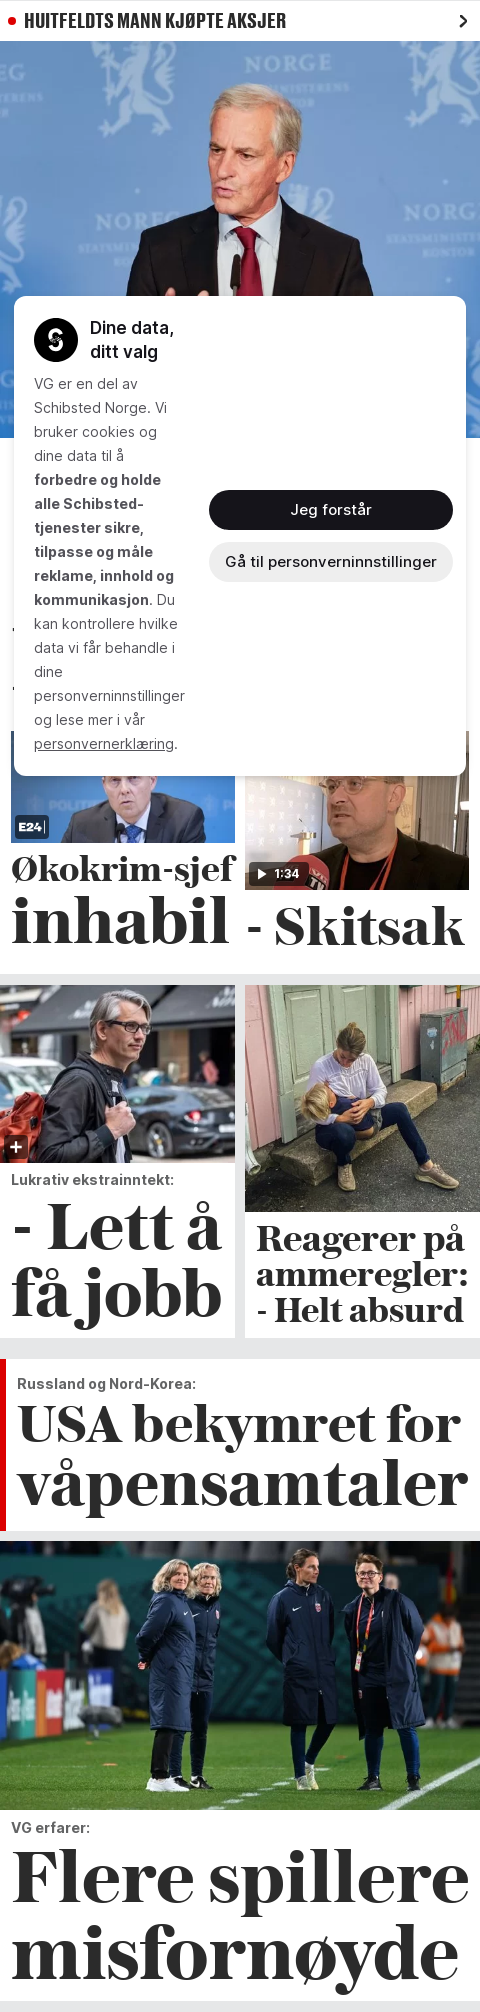 HUITFELDTS MANN KJØPTE AKSJER
NORGE
NORGE
STATSMINISTERENS
KONTOR
NORG
Dine data,
ditt valg
VG er en del av
Schibsted Norge. Vi
bruker cookies og
dine data til å
forbedre og holde
alle Schibsted-
tjenester sikre,
tilpasse og måle
reklame, innhold og
kommunikasjon. Du
kan kontrollere hvilke
data vi får behandle i
dine
personverninnstillinger
og lese mer i vår
personvernerklæring.
Jeg forstår
Gå til personverninnstillinger
E24
1:34
Økokrim-sjef
inhabil
- Skitsak
Lukrativ ekstrainntekt:
- Lett å
få jobb
Reagerer på
ammeregler:
- Helt absurd
Russland og Nord-Korea:
USA bekymret for
våpensamtaler
VG erfarer:
Flere spillere
misfornøyde